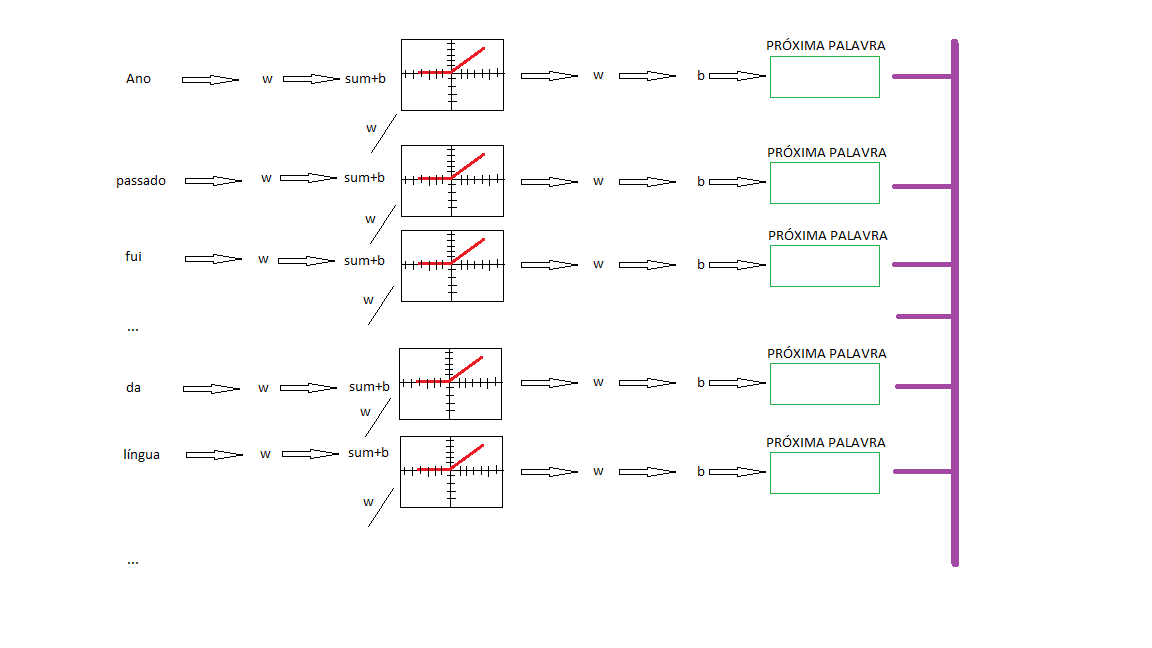 PRÓXIMA PALAVRA
Ano w sum+b w b
w
PRÓXIMA PALAVRA
passado w sum+b w b
w
PRÓXIMA PALAVRA
fui w sum+b w b
w
...
PRÓXIMA PALAVRA
da w sum+b w b
w
PRÓXIMA PALAVRA
língua w sum+b w b
w
...